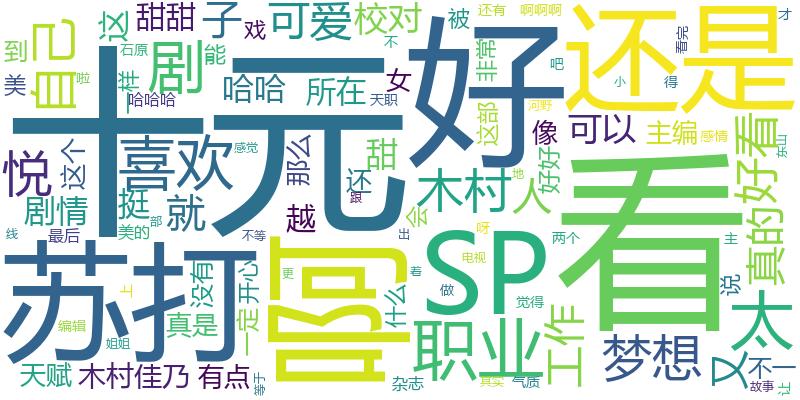 十元
好
还是
看
苏打
啊
SP
职业
喜欢
剧
自己
这
到
美
甜甜
子
戏
可爱
校对
被
还有
啊啊啊
才
能
石原
样
哈哈
哈哈哈
啦
所在
天职
女
不
非常
看完
吧
小
得
悦
这个
剧情
挺
就
感觉
那么
越
还
跟
甜
会
木村
人
这部
像
河野
好好
可以
主编
感情
好看
真的
东山
地
线
最后
部
美的
不等
出
没有
开心
更
上
编辑
姐姐
真是
一定
天赋
木村佳乃
有点
等于
什么
着
做
电视
呀
觉得
两个
主
说
太
工作
梦想
又
不一
故事
让
杂志
真实
气质